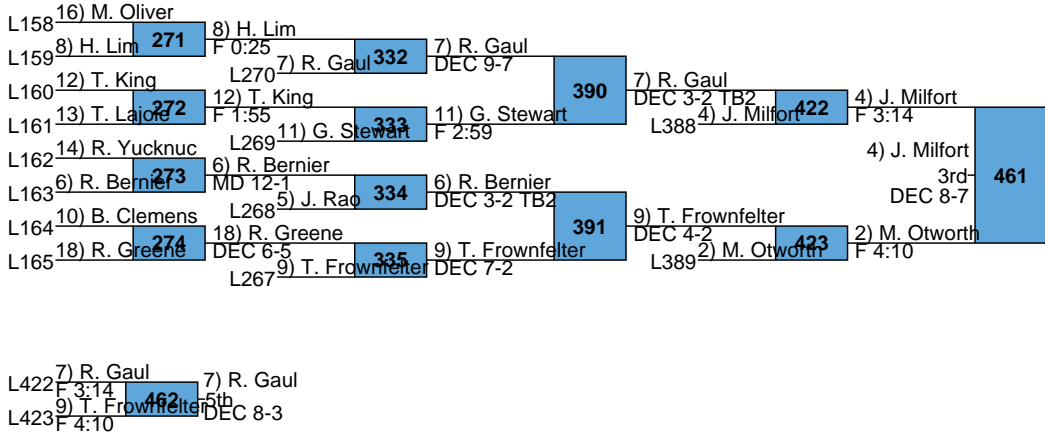 L158 16) M. Oliver
L159 8) H. Lim
271
8) H. Lim
F 0:25
L270 7) R. Gaul
332
7) R. Gaul
DEC 9-7
L160 12) T. King
L161 13) T. Lajoie
272
12) T. King
F 1:55
L269 11) G. Stewart
333
11) G. Stewart
F 2:59
390
7) R. Gaul
DEC 3-2 TB2
L388 4) J. Milfort
422
4) J. Milfort
F 3:14
L162 14) R. Yucknuc
L163 6) R. Bernier
273
6) R. Bernier
MD 12-1
L268 5) J. Rao
334
6) R. Bernier
DEC 3-2 TB2
L164 10) B. Clemens
L165 18) R. Greene
274
18) R. Greene
DEC 6-5
L267 9) T. Frownfelter
335
9) T. Frownfelter
DEC 7-2
391
9) T. Frownfelter
DEC 4-2
L389 2) M. Otworth
423
2) M. Otworth
F 4:10
461
4) J. Milfort
3rd
DEC 8-7
L422 7) R. Gaul
F 3:14
L423 9) T. Frownfelter
F 4:10
462
7) R. Gaul
5th
DEC 8-3